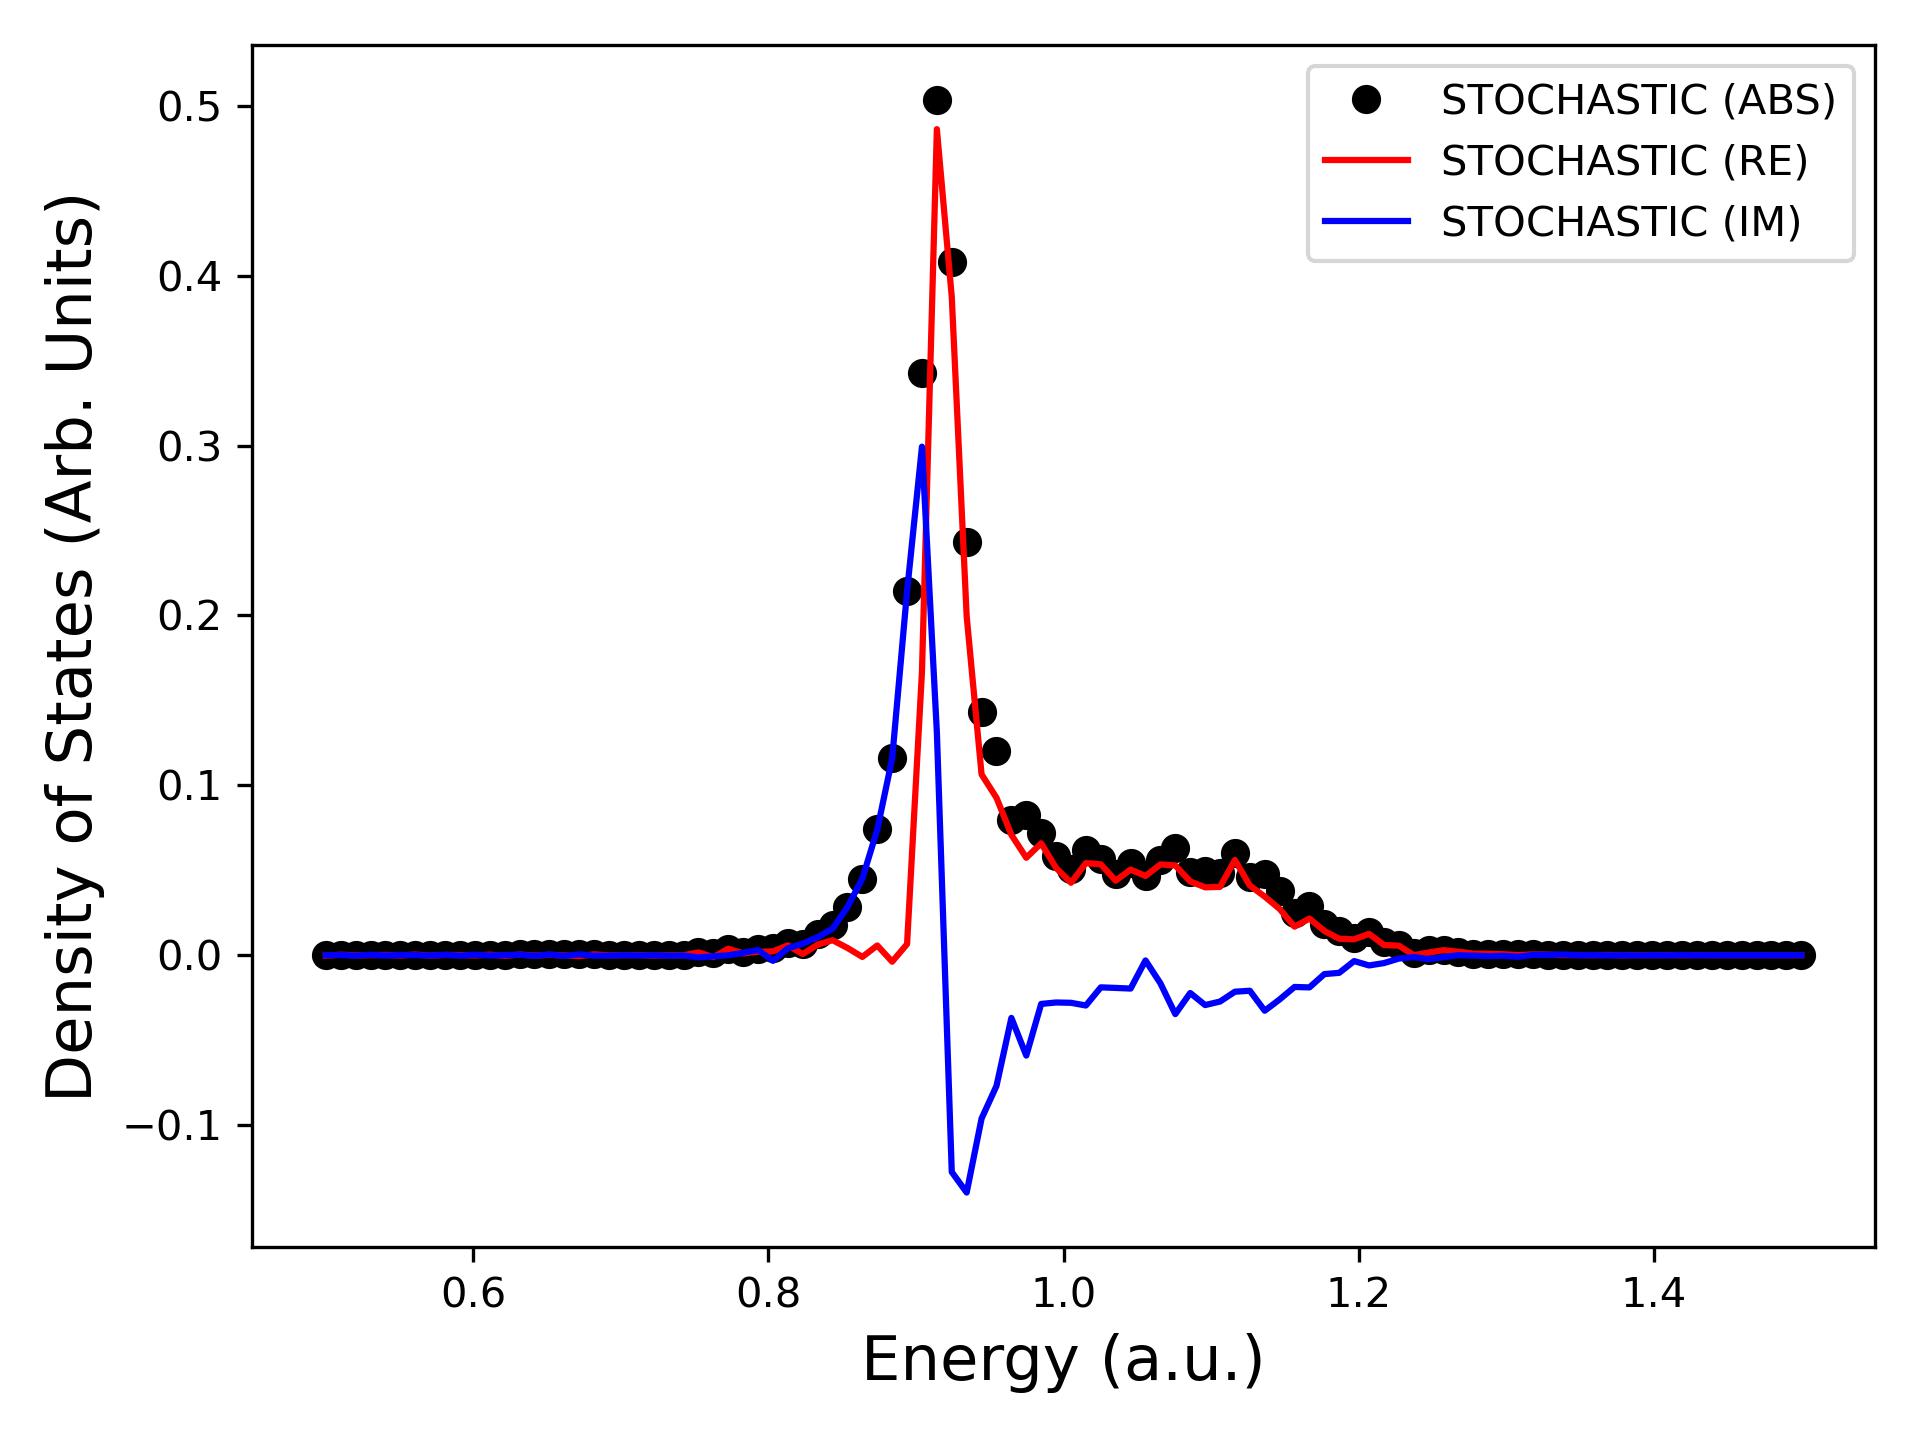 Density of States (Arb. Units)
0.5
0.4
0.3
0.2
0.1
0.0
−0.1
STOCHASTIC (ABS)
STOCHASTIC (RE)
STOCHASTIC (IM)
0.6 0.8 1.0 1.2 1.4
Energy (a.u.)